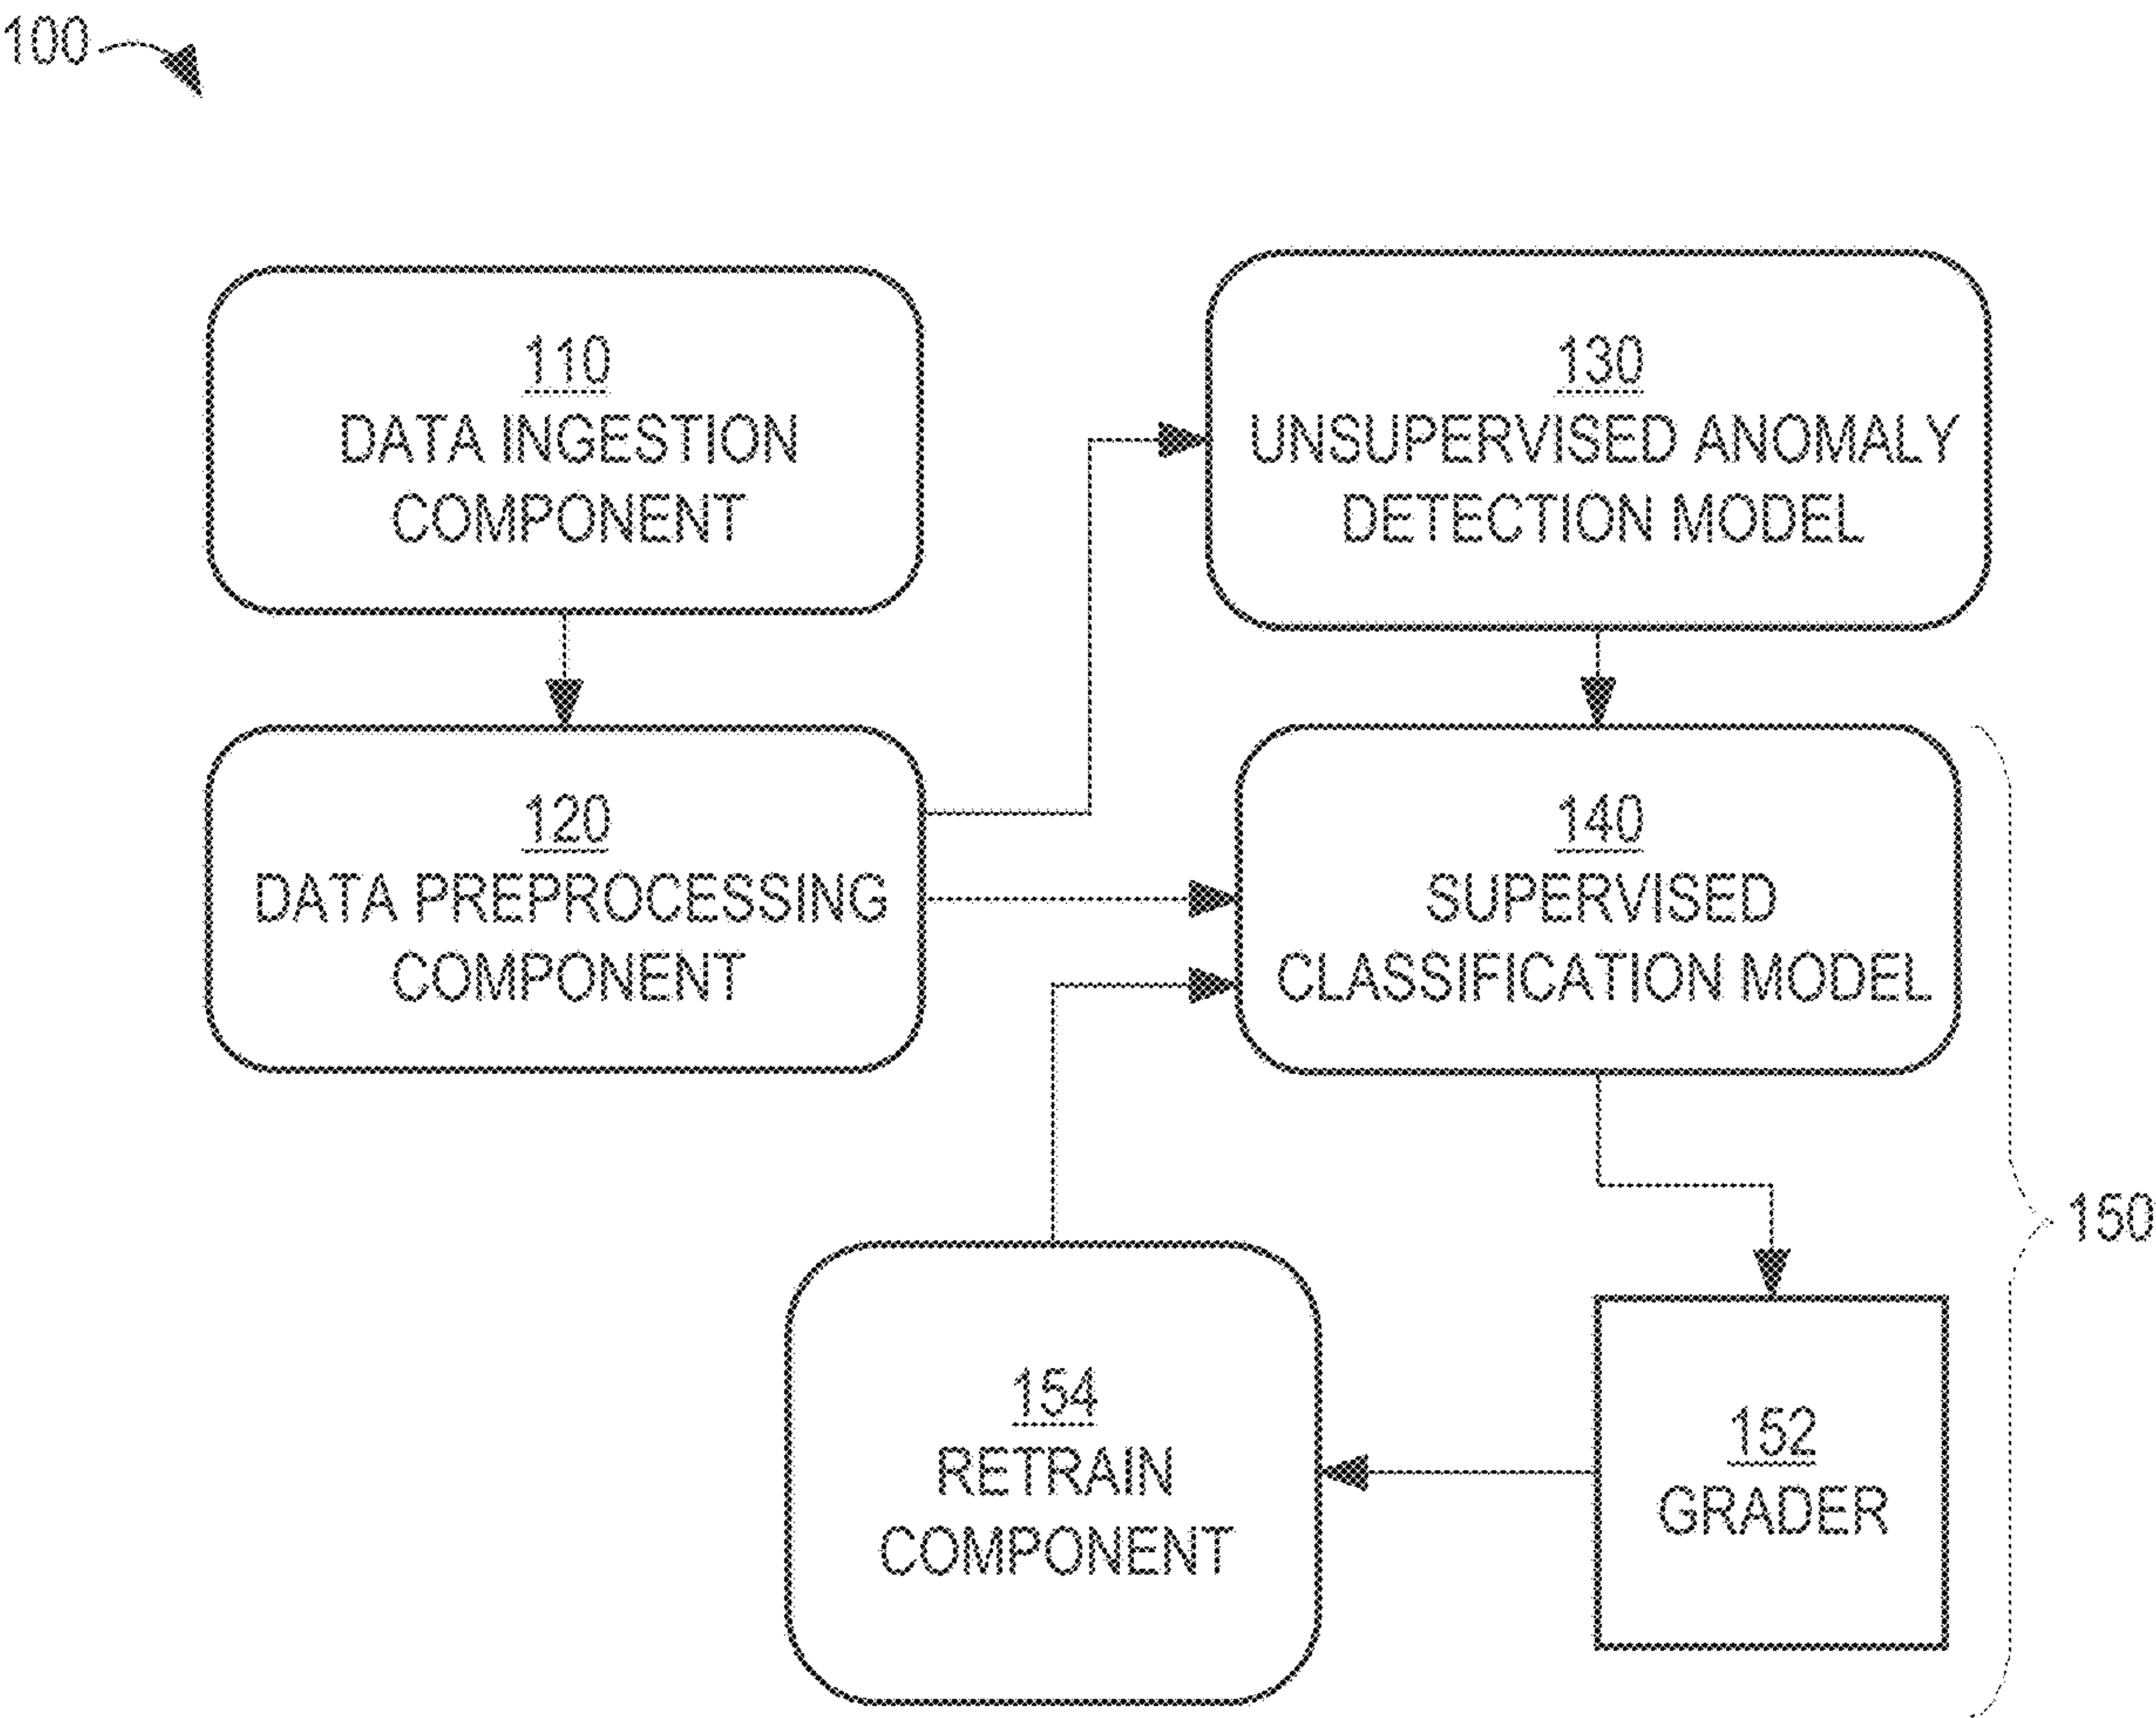 100
110
DATA INGESTION
COMPONENT
130
UNSUPERVISED ANOMALY
DETECTION MODEL
120
DATA PREPROCESSING
COMPONENT
140
SUPERVISED
CLASSIFICATION MODEL
150
154
RETRAIN
COMPONENT
152
GRADER